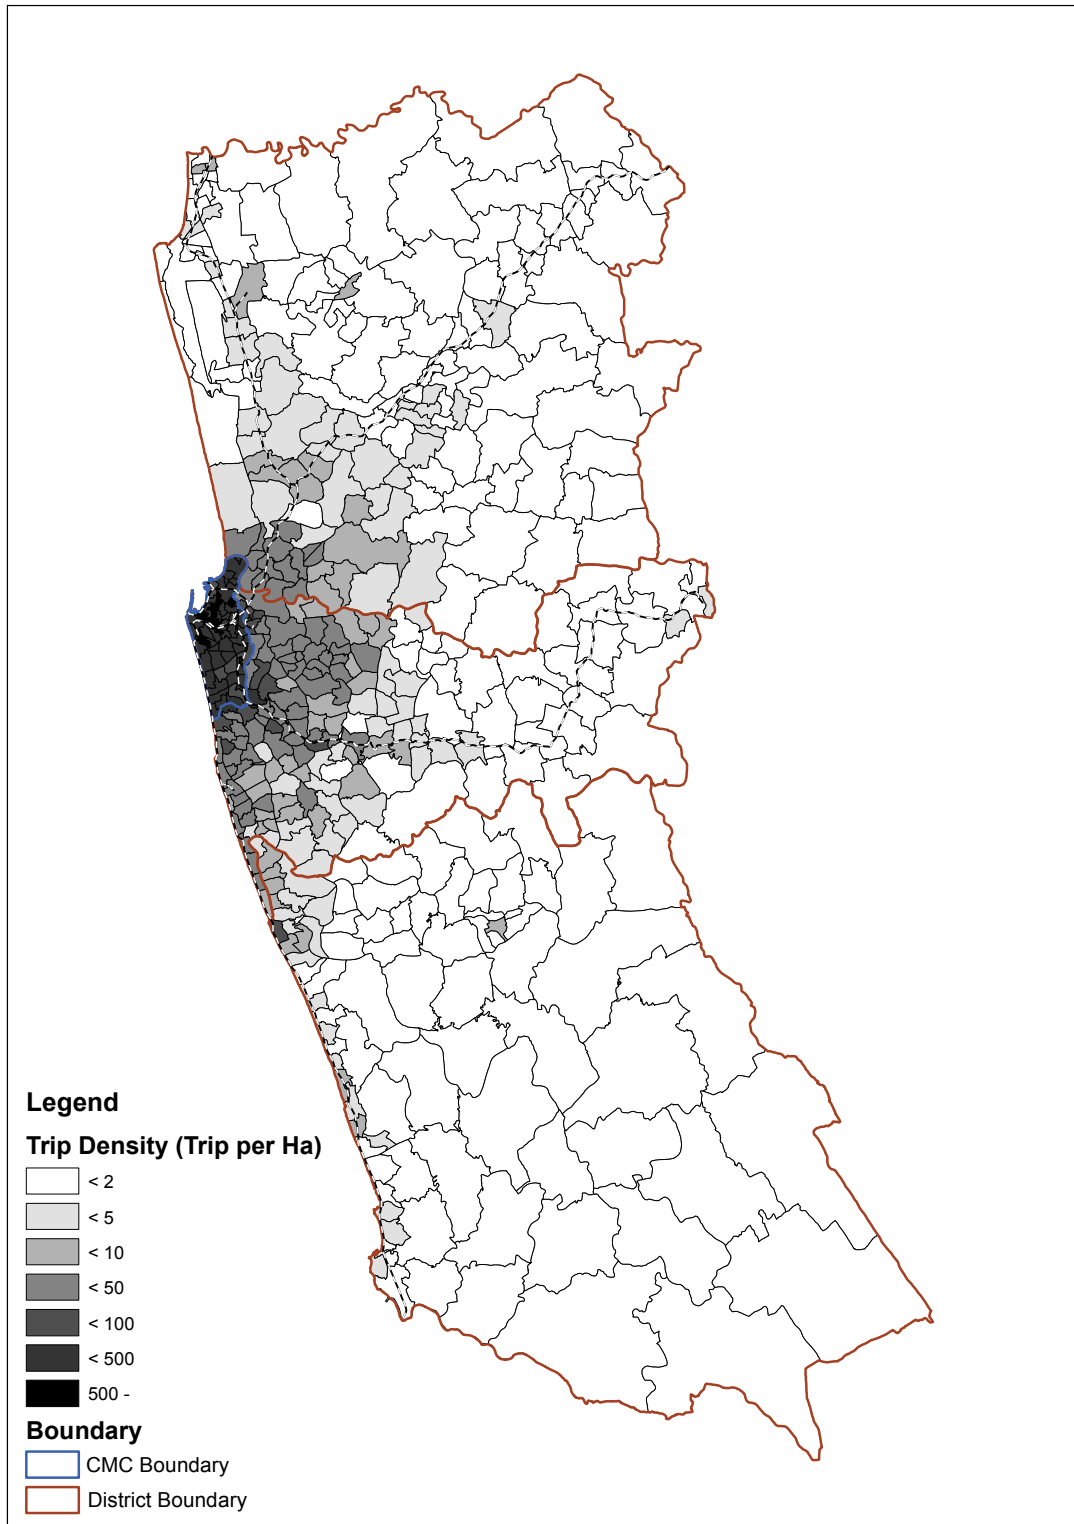 Legend
Trip Density (Trip per Ha)
< 2
< 5
< 10
< 50
< 100
< 500
500 -
Boundary
CMC Boundary
District Boundary